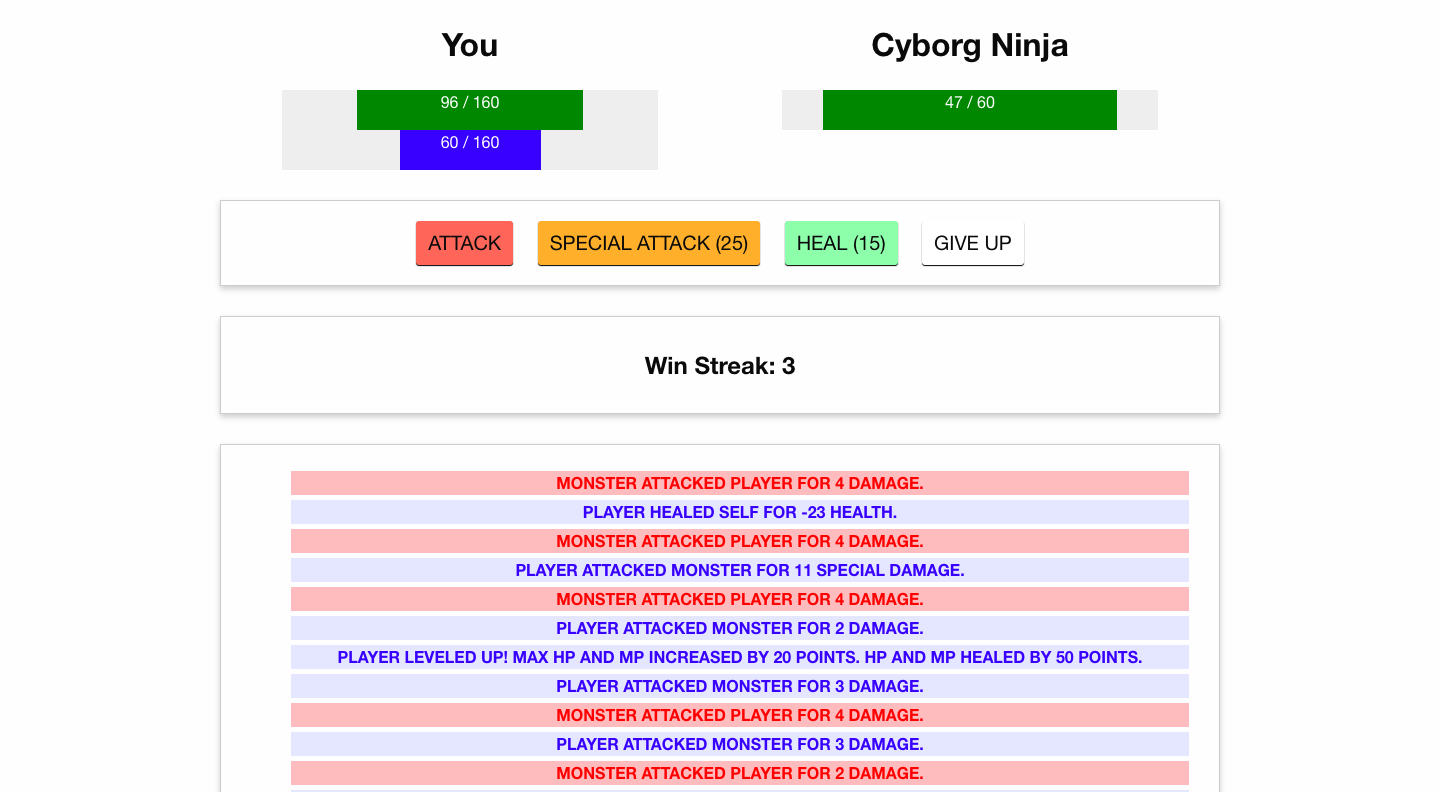 You
Cyborg Ninja
96 / 160
47 / 60
60 / 160
ATTACK
SPECIAL ATTACK (25)
HEAL (15)
GIVE UP
Win Streak: 3
MONSTER ATTACKED PLAYER FOR 4 DAMAGE.
PLAYER HEALED SELF FOR -23 HEALTH.
MONSTER ATTACKED PLAYER FOR 4 DAMAGE.
PLAYER ATTACKED MONSTER FOR 11 SPECIAL DAMAGE.
MONSTER ATTACKED PLAYER FOR 4 DAMAGE.
PLAYER ATTACKED MONSTER FOR 2 DAMAGE.
PLAYER LEVELED UP! MAX HP AND MP INCREASED BY 20 POINTS. HP AND MP HEALED BY 50 POINTS.
PLAYER ATTACKED MONSTER FOR 3 DAMAGE.
MONSTER ATTACKED PLAYER FOR 4 DAMAGE.
PLAYER ATTACKED MONSTER FOR 3 DAMAGE.
MONSTER ATTACKED PLAYER FOR 2 DAMAGE.